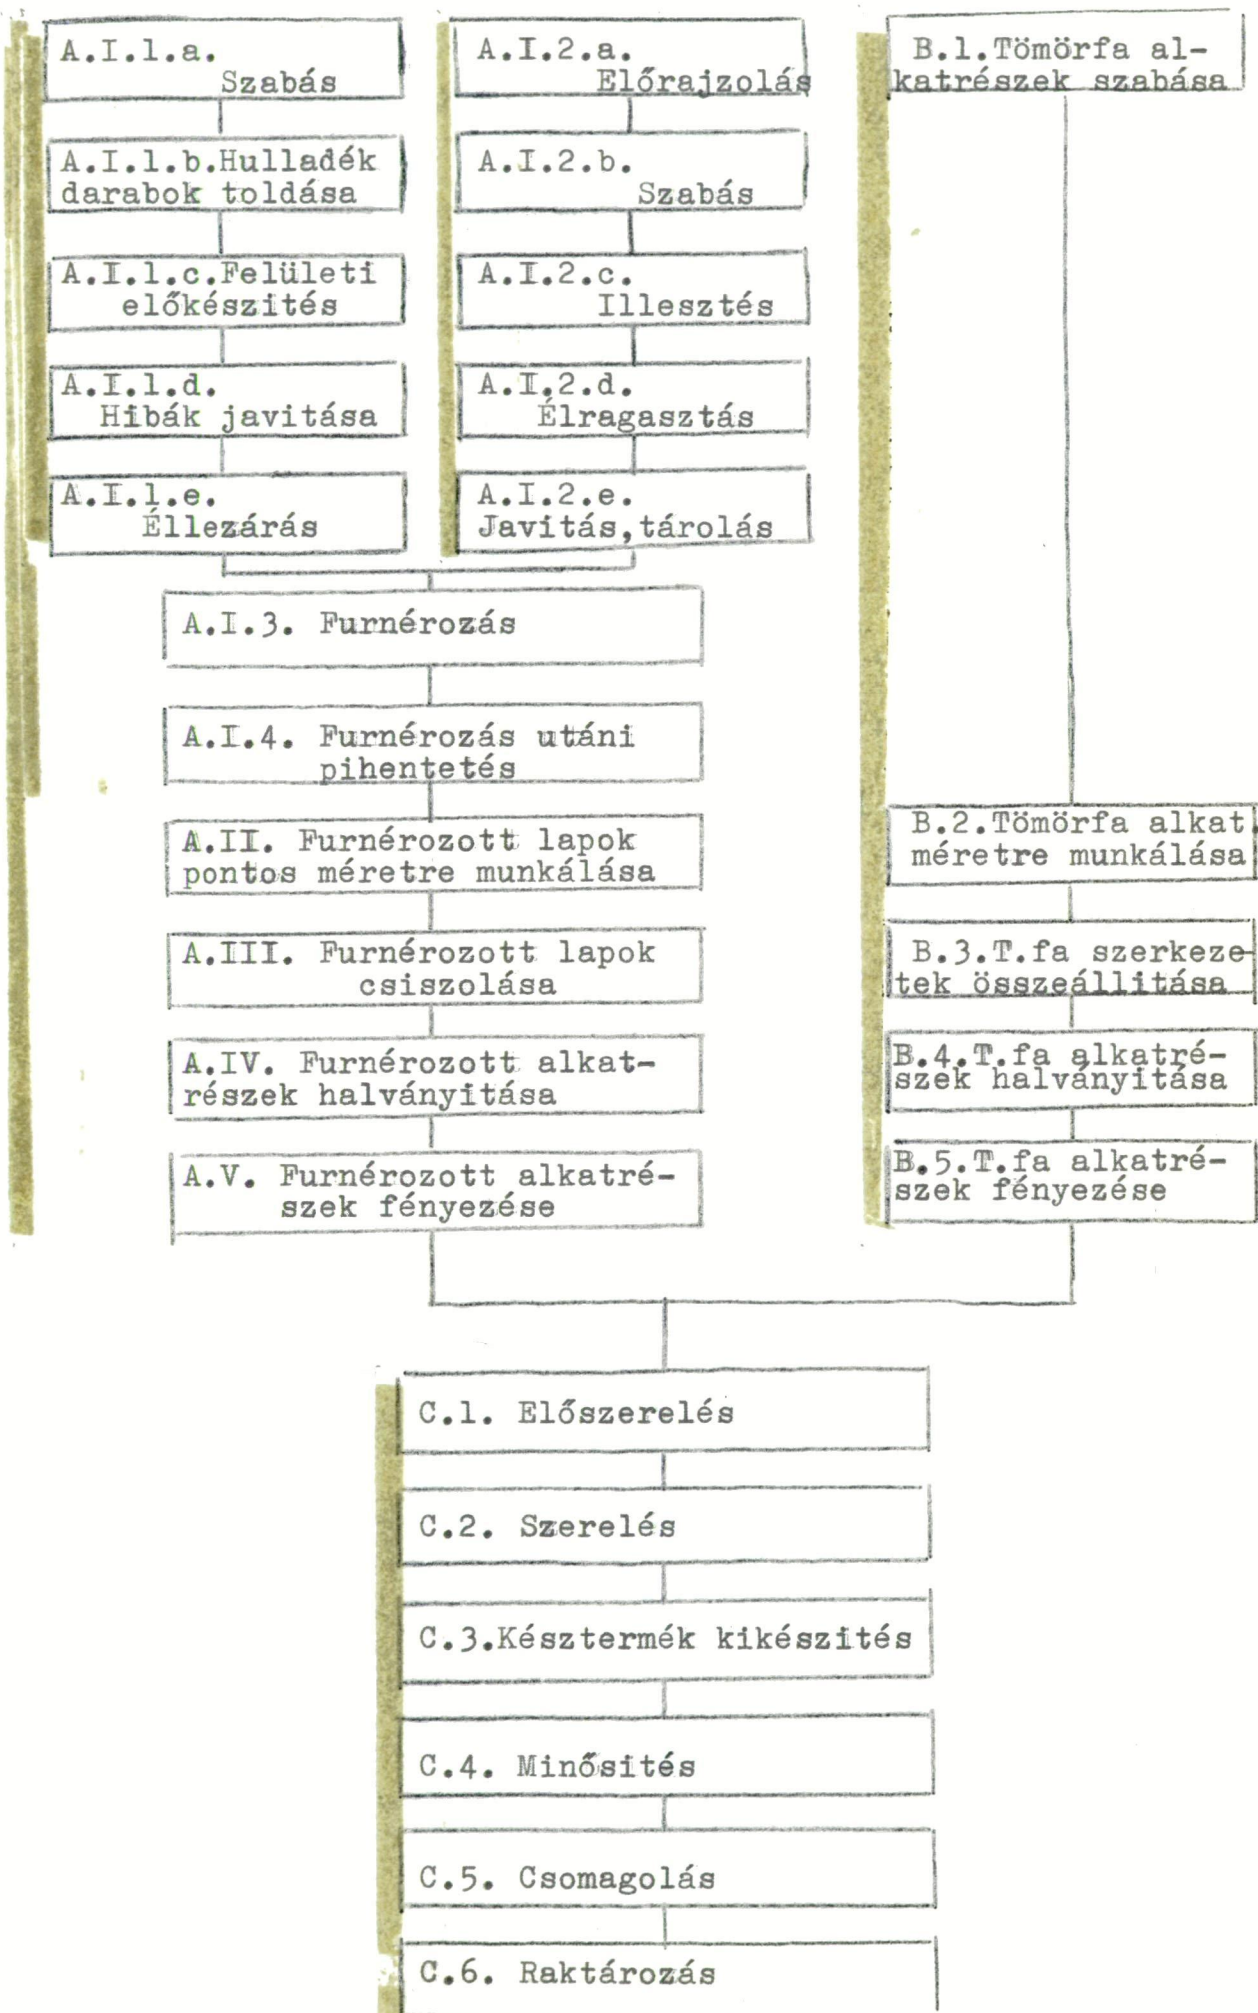 A.I.1.a.
Szabás
A.I.1.b.Hulladék
darabok toldása
A.I.1.c.Felületi
előkészités
A.I.1.d.
Hibák javitása
A.I.1.e.
Éllezárás
A.I.2.a.
Előrajzolás
A.I.2.b.
Szabás
A.I.2.c.
Illesztés
A.I.2.d.
Élragasztás
A.I.2.e.
Javitás,tárolás
A.I.3. Furnérozás
A.I.4. Furnérozás utáni
pihentetés
A.II. Furnérozott lapok
pontos méretre munkálása
A.III. Furnérozott lapok
csiszolása
A.IV. Furnérozott alkat-
részek halványitása
A.V. Furnérozott alkatré-
szek fényezése
B.1.Tömörfa al-
katrészek szabása
B.2.Tömörfa alkat.
méretre munkálása
B.3.T.fa szerkeze-
tek összeállitása
B.4.T.fa alkatré-
szek halványitása
B.5.T.fa alkatré-
szek fényezése
C.1. Előszerelés
C.2. Szerelés
C.3.Késztermék kikészités
C.4. Minősités
C.5. Csomagolás
C.6. Raktározás